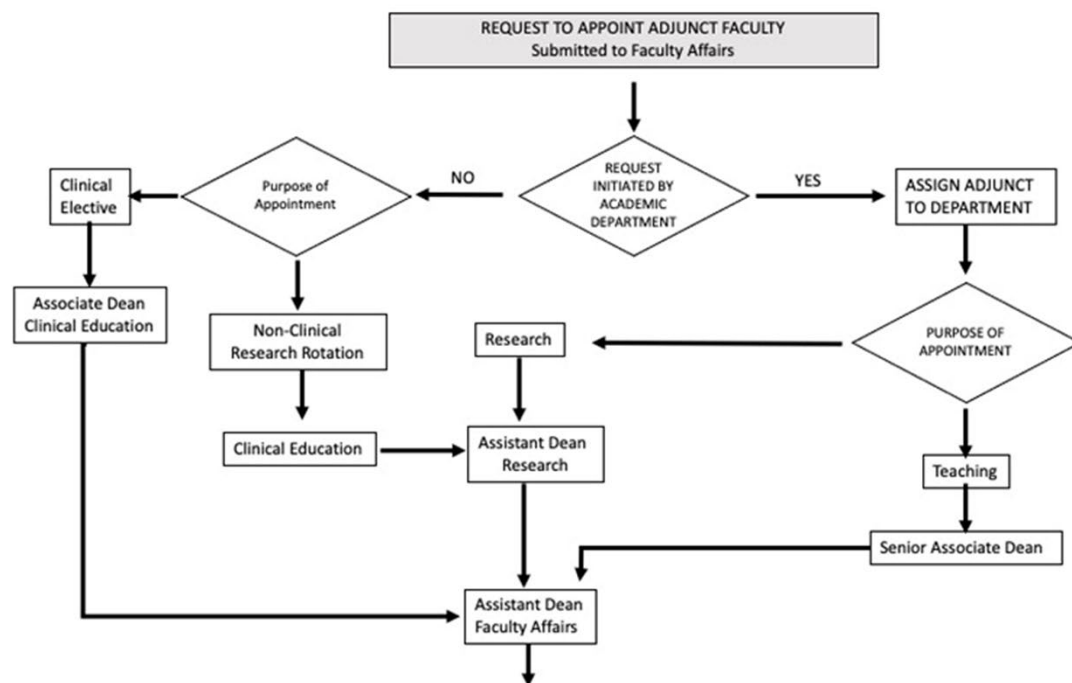 REQUEST TO APPOINT ADJUNCT FACULTY
Submitted to Faculty Affairs
REQUEST
INITIATED BY
ACADEMIC
DEPARTMENT
NO
YES
Purpose of
Appointment
Clinical
Elective
ASSIGN ADJUNCT
TO DEPARTMENT
Associate Dean
Clinical Education
Non-Clinical
Research Rotation
Research
PURPOSE OF
APPOINTMENT
Clinical Education
Assistant Dean
Research
Teaching
Senior Associate Dean
Assistant Dean
Faculty Affairs